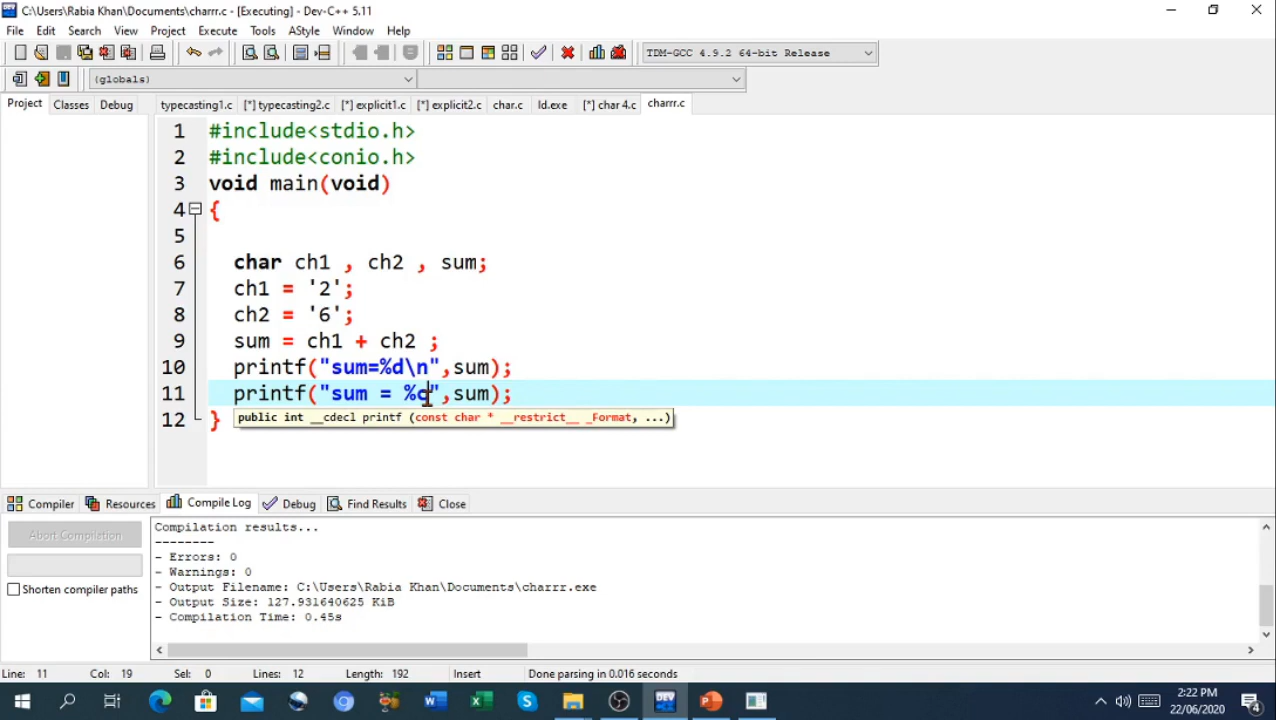 C:\Users\Rabia Khan\Documents\charrr.c - [Executing] - Dev-C++ 5.11
File Edit Search View Project Execute Tools AStyle Window Help
TDM-GCC 4.9.2 64-bit Release
(globals)
Project Classes Debug typecasting1.c [*] typecasting2.c [*] explicit1.c [*] explicit2.c char.c ld.exe [*] char 4.c charrr.c
1 #include<stdio.h>
2 #include<conio.h>
3 void main(void)
4 {
5
6 char ch1 , ch2 , sum;
7 ch1 = '2';
8 ch2 = '6';
9 sum = ch1 + ch2 ;
10 printf("sum=%d\n",sum);
11 printf("sum = %c",sum);
12 }
public int __cdecl printf (const char * __restrict__ _Format, ...)
Compiler Resources Compile Log Debug Find Results Close
Abort Compilation
Shorten compiler paths
Compilation results...
--------
- Errors: 0
- Warnings: 0
- Output Filename: C:\Users\Rabia Khan\Documents\charrr.exe
- Output Size: 127.931640625 KiB
- Compilation Time: 0.45s
Line: 11 Col: 19 Sel: 0 Lines: 12 Length: 192 Insert Done parsing in 0.016 seconds
2:22 PM
22/06/2020
4